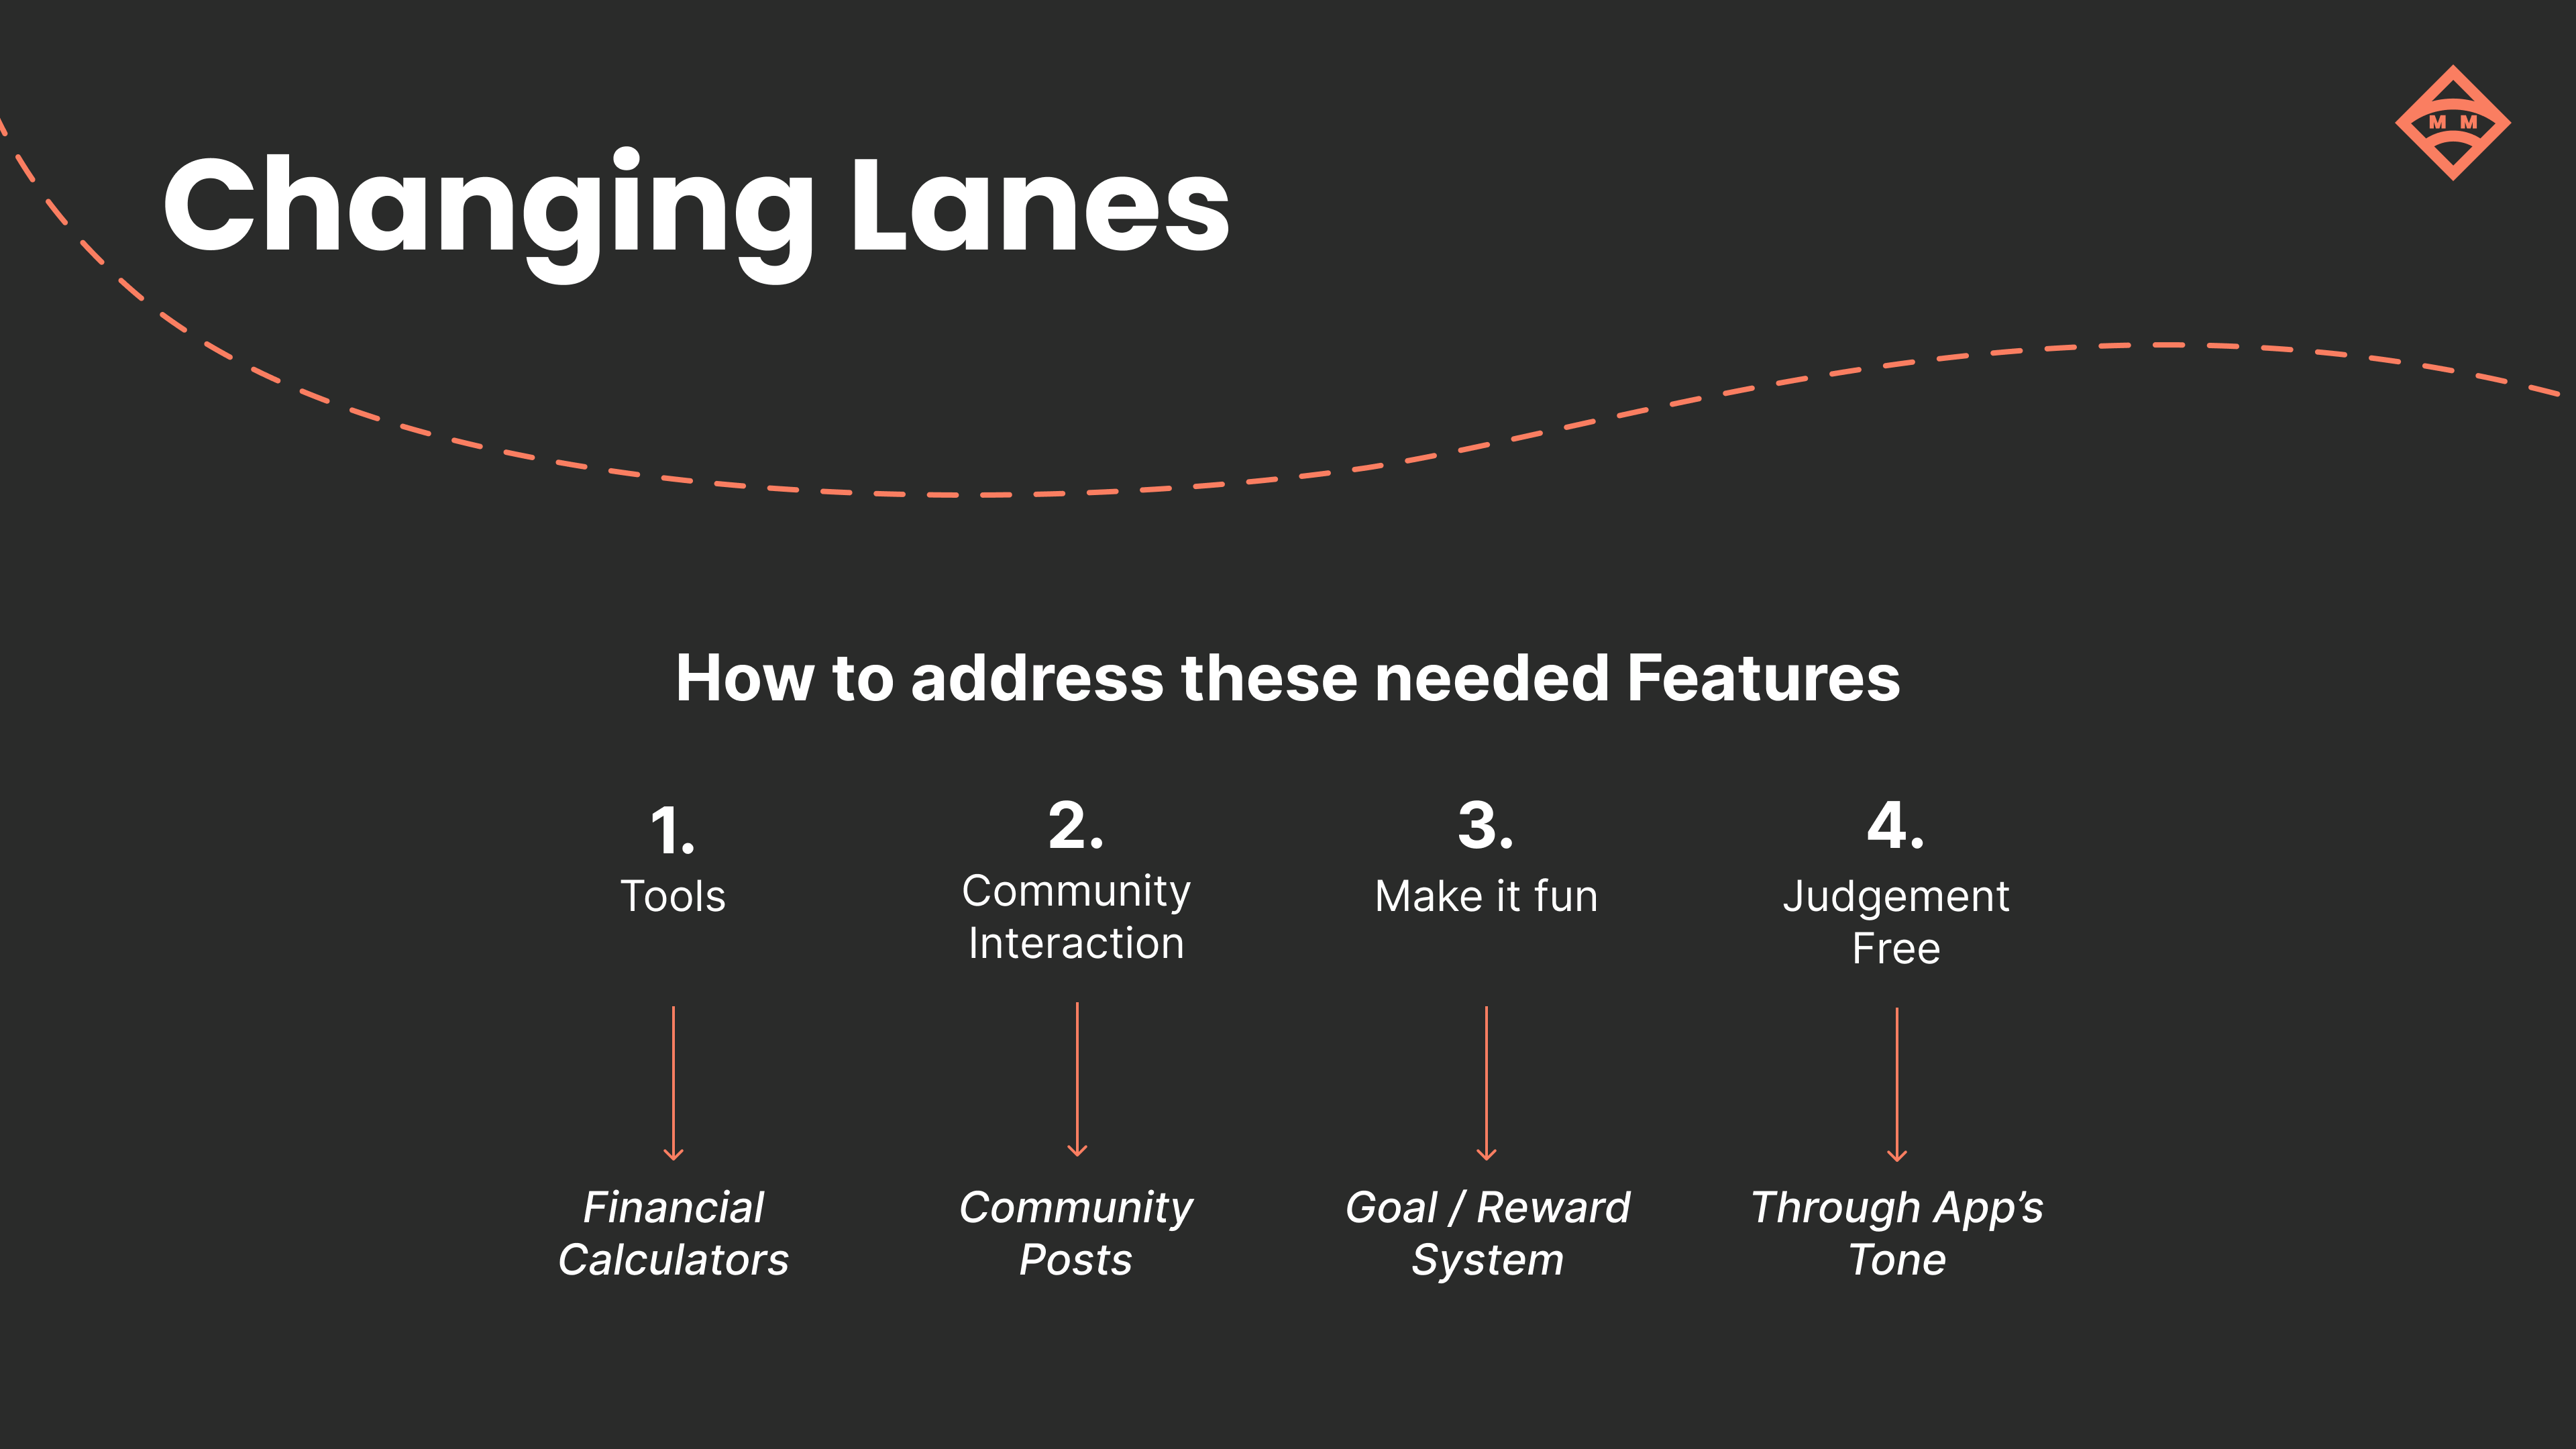 Changing Lanes
M M
How to address these needed Features
1.
Tools
2.
Community
Interaction
3.
Make it fun
4.
Judgement
Free
Financial
Calculators
Community
Posts
Goal / Reward
System
Through App’s
Tone